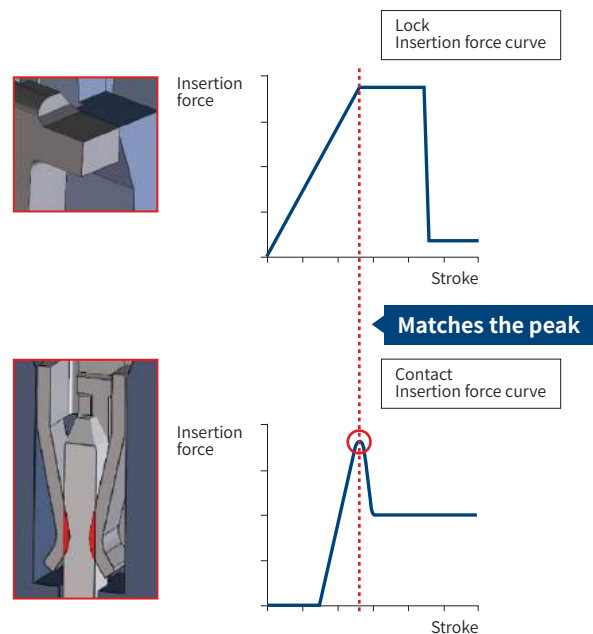 Lock
Insertion force curve
Insertion
force
Stroke
Matches the peak
Contact
Insertion force curve
Insertion
force
Stroke